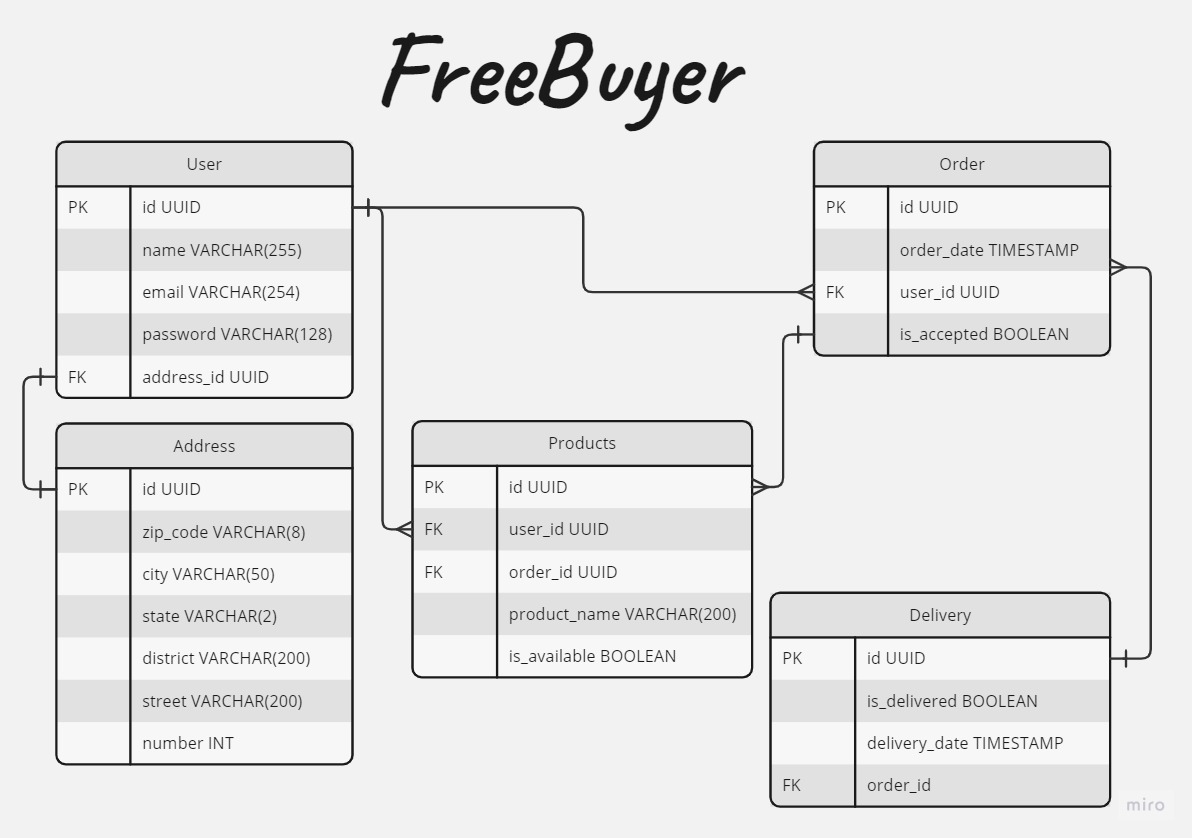 FreeBuyer
User
PK id UUID
name VARCHAR(255)
email VARCHAR(254)
password VARCHAR(128)
FK address_id UUID
Address
PK id UUID
zip_code VARCHAR(8)
city VARCHAR(50)
state VARCHAR(2)
district VARCHAR(200)
street VARCHAR(200)
number INT
Products
PK id UUID
FK user_id UUID
FK order_id UUID
product_name VARCHAR(200)
is_available BOOLEAN
Order
PK id UUID
order_date TIMESTAMP
FK user_id UUID
is_accepted BOOLEAN
Delivery
PK id UUID
is_delivered BOOLEAN
delivery_date TIMESTAMP
FK order_id
miro